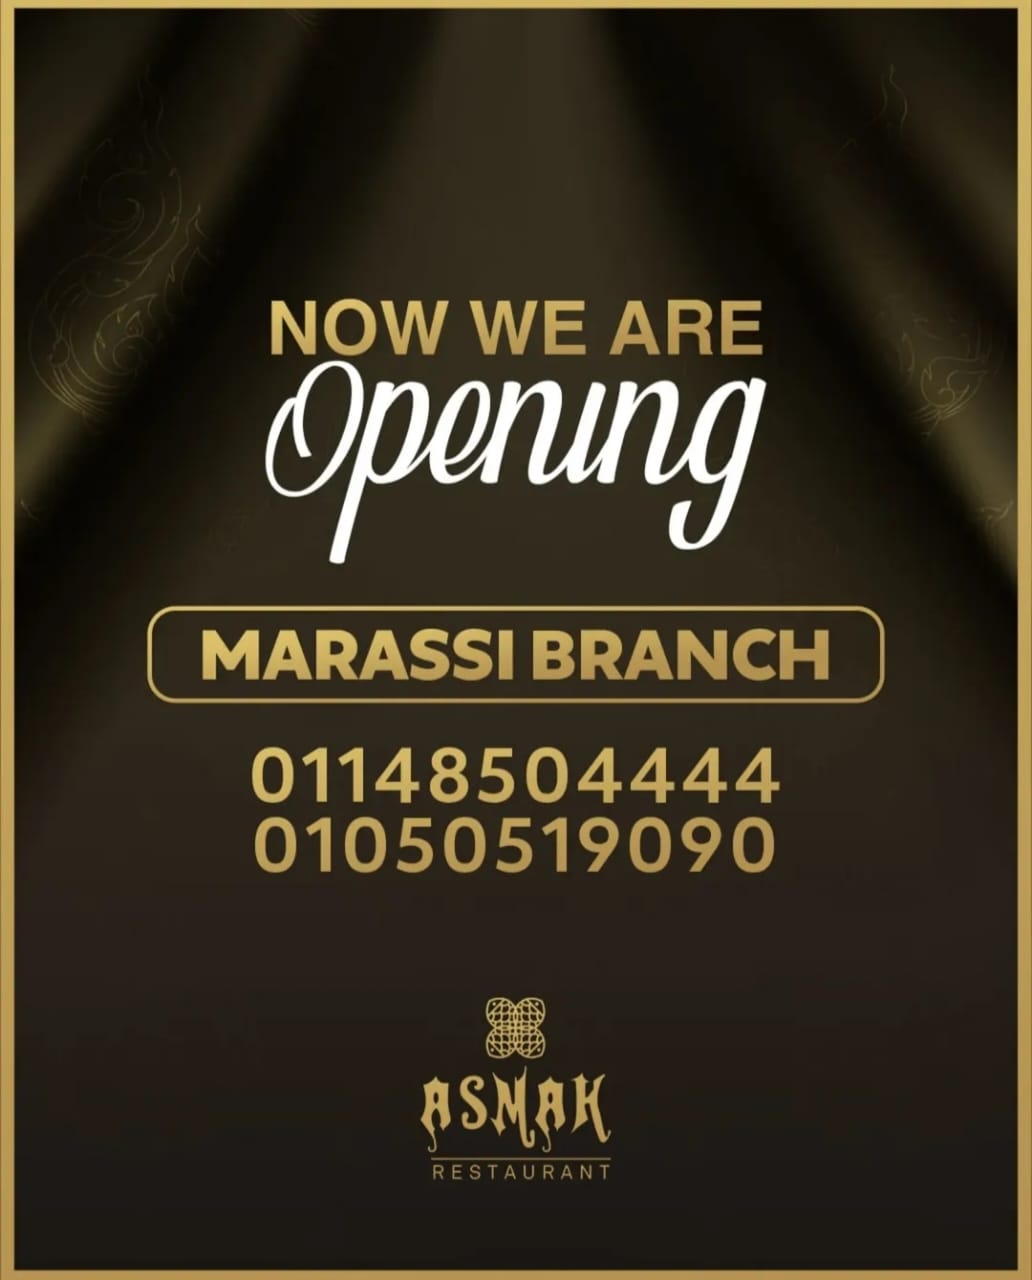 NOW WE ARE
Opening
MARASSI BRANCH
01148504444
01050519090
ASMAK
RESTAURANT